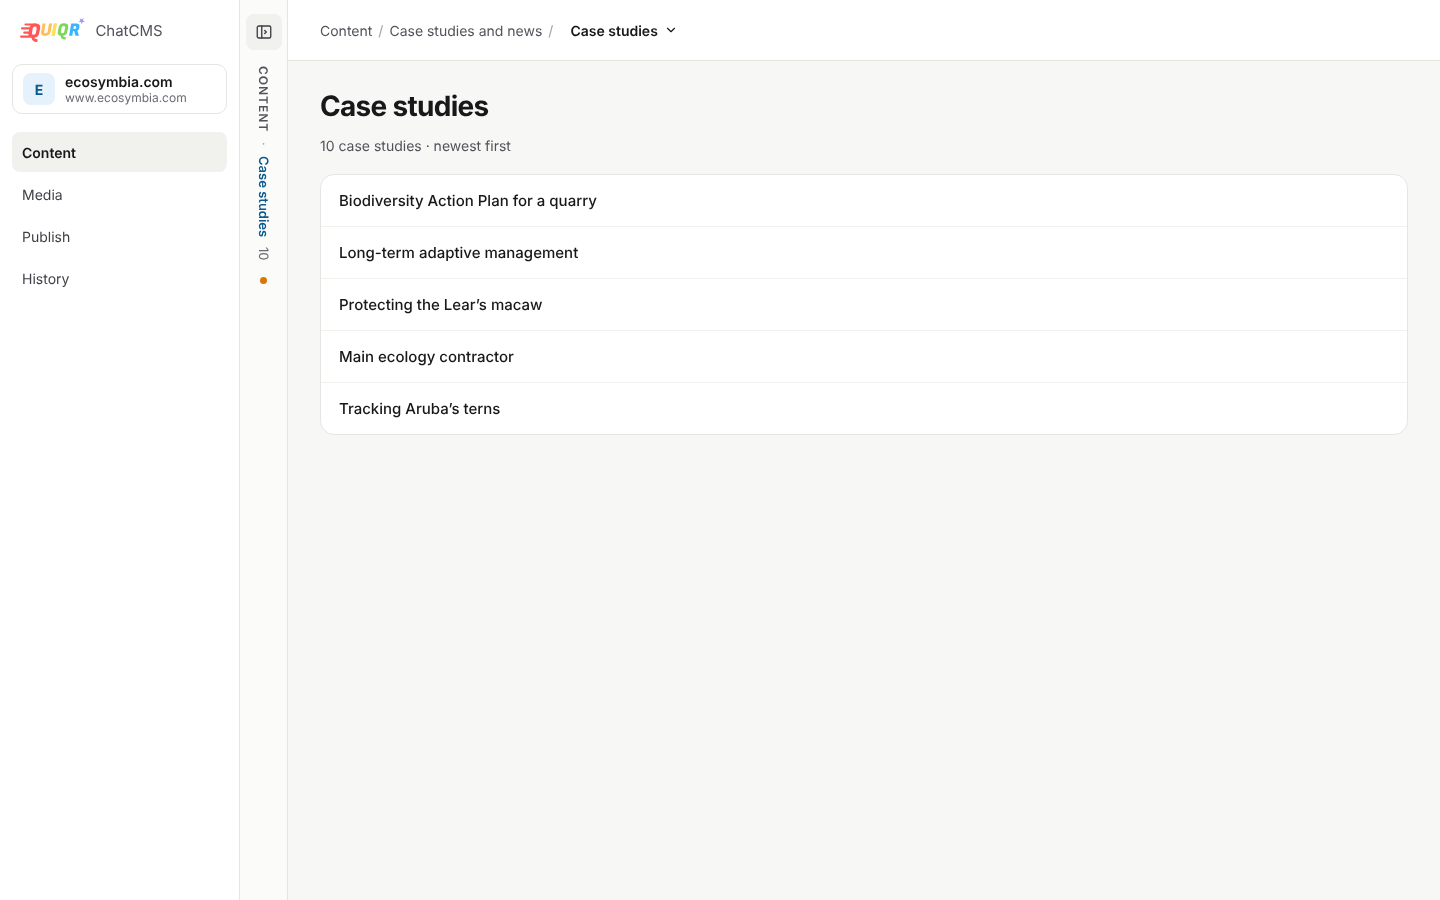 QUIQR ChatCMS
E
ecosymbia.com
www.ecosymbia.com
Content
Media
Publish
History
CONTENT · Case studies 10
Content / Case studies and news / Case studies
Case studies
10 case studies · newest first
Biodiversity Action Plan for a quarry
Long-term adaptive management
Protecting the Lear’s macaw
Main ecology contractor
Tracking Aruba’s terns